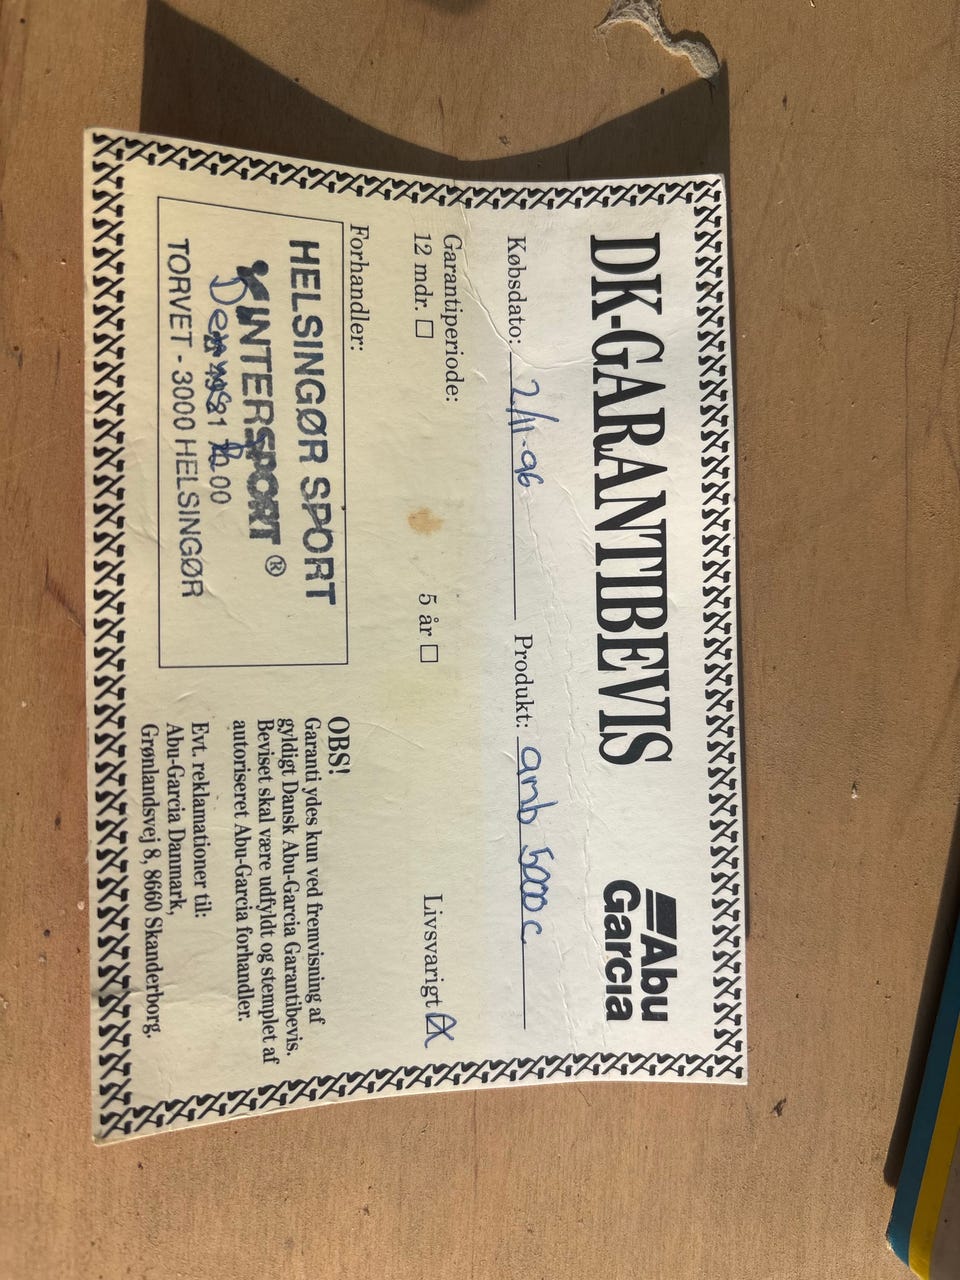 DK-GARANTIBEVIS
Abu
Garcia
Købsdato: 2/11-96 Produkt: amb 5000 c
Garantiperiode:
12 mdr. 5 år Livsvarigt X
Forhandler:
HELSINGØR SPORT
INTERSPORT®
00
TORVET - 3000 HELSINGØR
OBS!
Garanti ydes kun ved fremvisning af
gyldigt Dansk Abu-Garcia Garantibevis.
Beviset skal være udfyldt og stemplet af
autoriseret Abu-Garcia forhandler.
Evt. reklamationer til:
Abu-Garcia Danmark,
Grønlandsvej 8, 8660 Skanderborg.